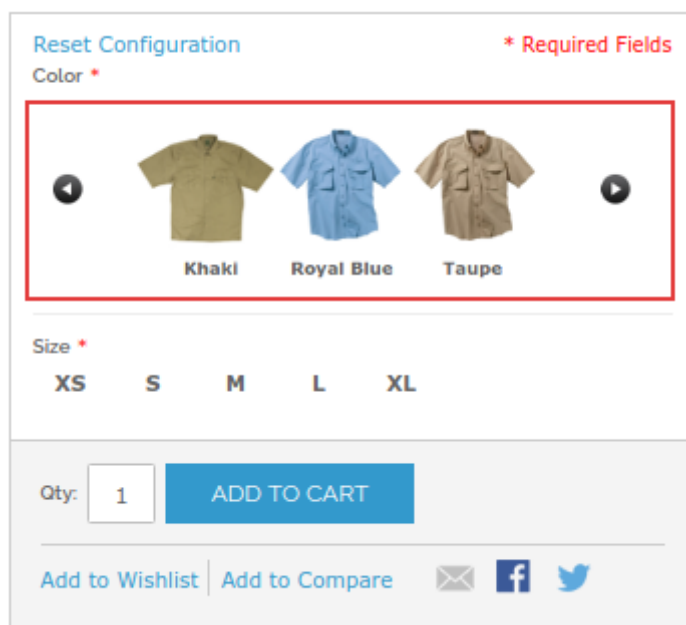 Reset Configuration * Required Fields
Color *
Khaki Royal Blue Taupe
Size *
XS S M L XL
Qty: 1 ADD TO CART
Add to Wishlist Add to Compare